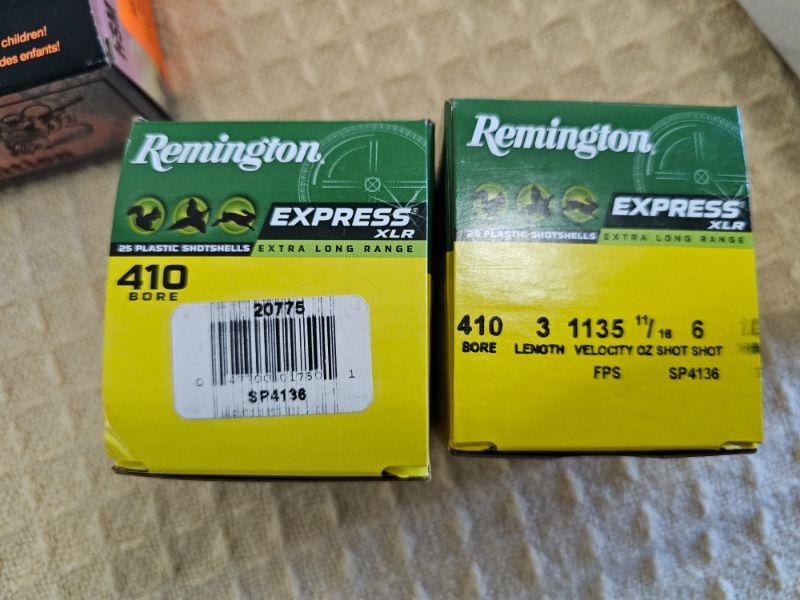 children!
des enfants!
Remington
EXPRESS
XLR
25 PLASTIC SHOTSHELLS
EXTRA LONG RANGE
410
BORE
20775
SP4136
Remington
EXPRESS
XLR
25 PLASTIC SHOTSHELLS
EXTRA LONG RANGE
410 3 1135 11/16 6
BORE LENGTH VELOCITY OZ SHOT SHOT
FPS SP4136